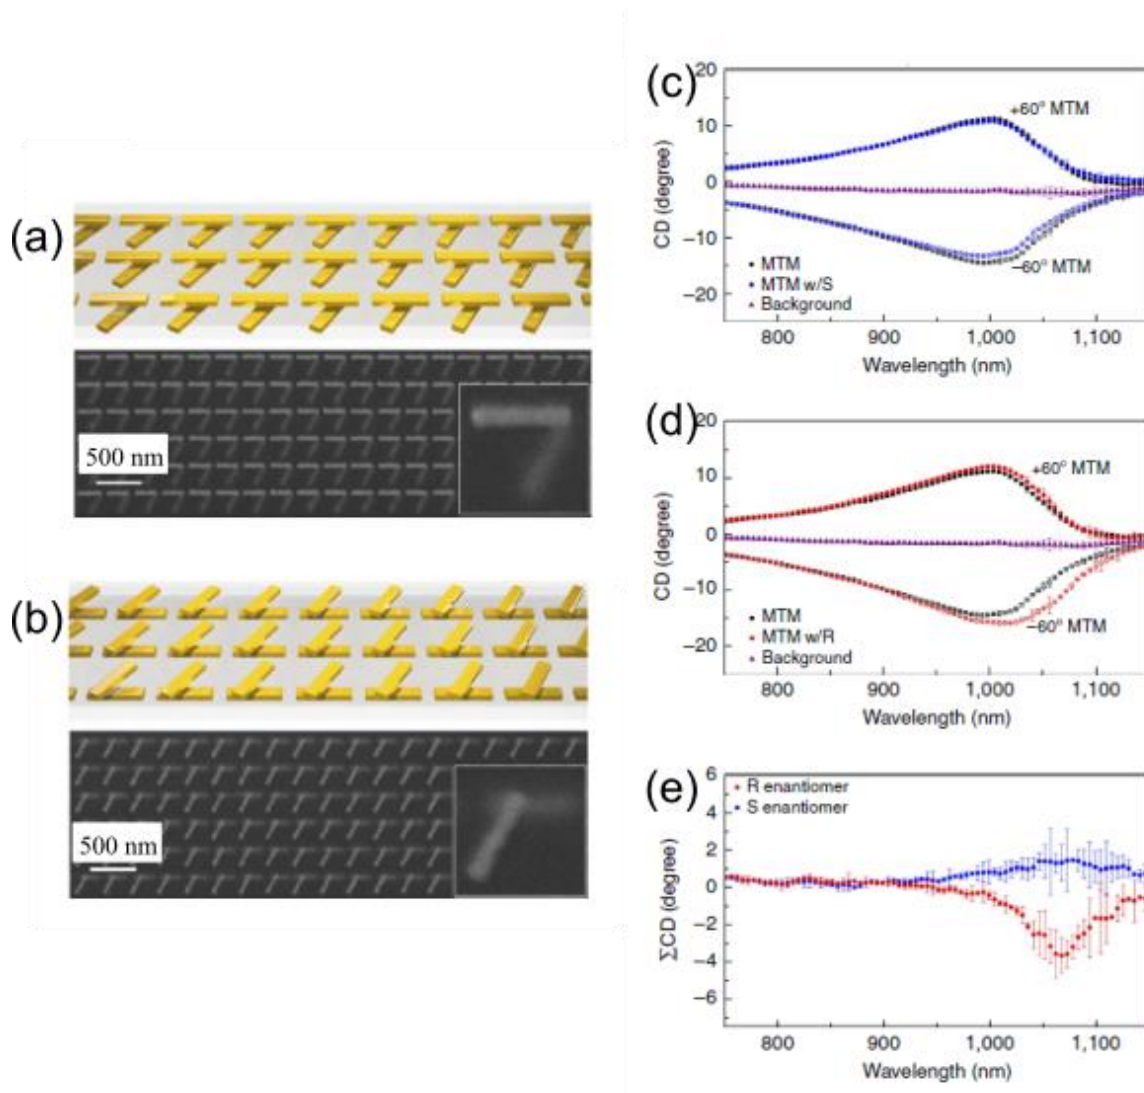 (a)
500 nm
(b)
500 nm
(c)
20
10
0
−10
−20
CD (degree)
+60° MTM
−60° MTM
MTM
MTM w/S
Background
800
900
1,000
1,100
Wavelength (nm)
(d)
20
10
0
−10
−20
CD (degree)
+60° MTM
−60° MTM
MTM
MTM w/R
Background
800
900
1,000
1,100
Wavelength (nm)
(e)
6
4
2
0
−2
−4
−6
ΣCD (degree)
R enantiomer
S enantiomer
800
900
1,000
1,100
Wavelength (nm)